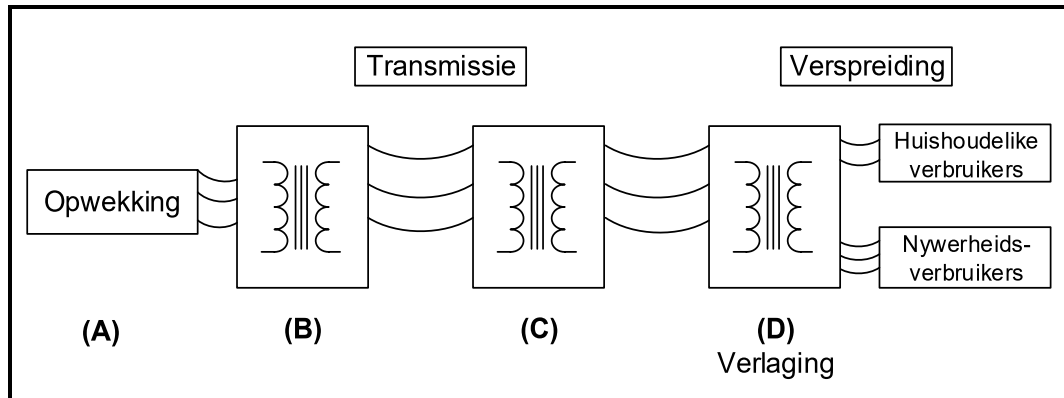 Transmissie
Verspreiding
Opwekking
Huishoudelike
verbruikers
Nywerheids-
verbruikers
(A)
(B)
(C)
(D)
Verlaging